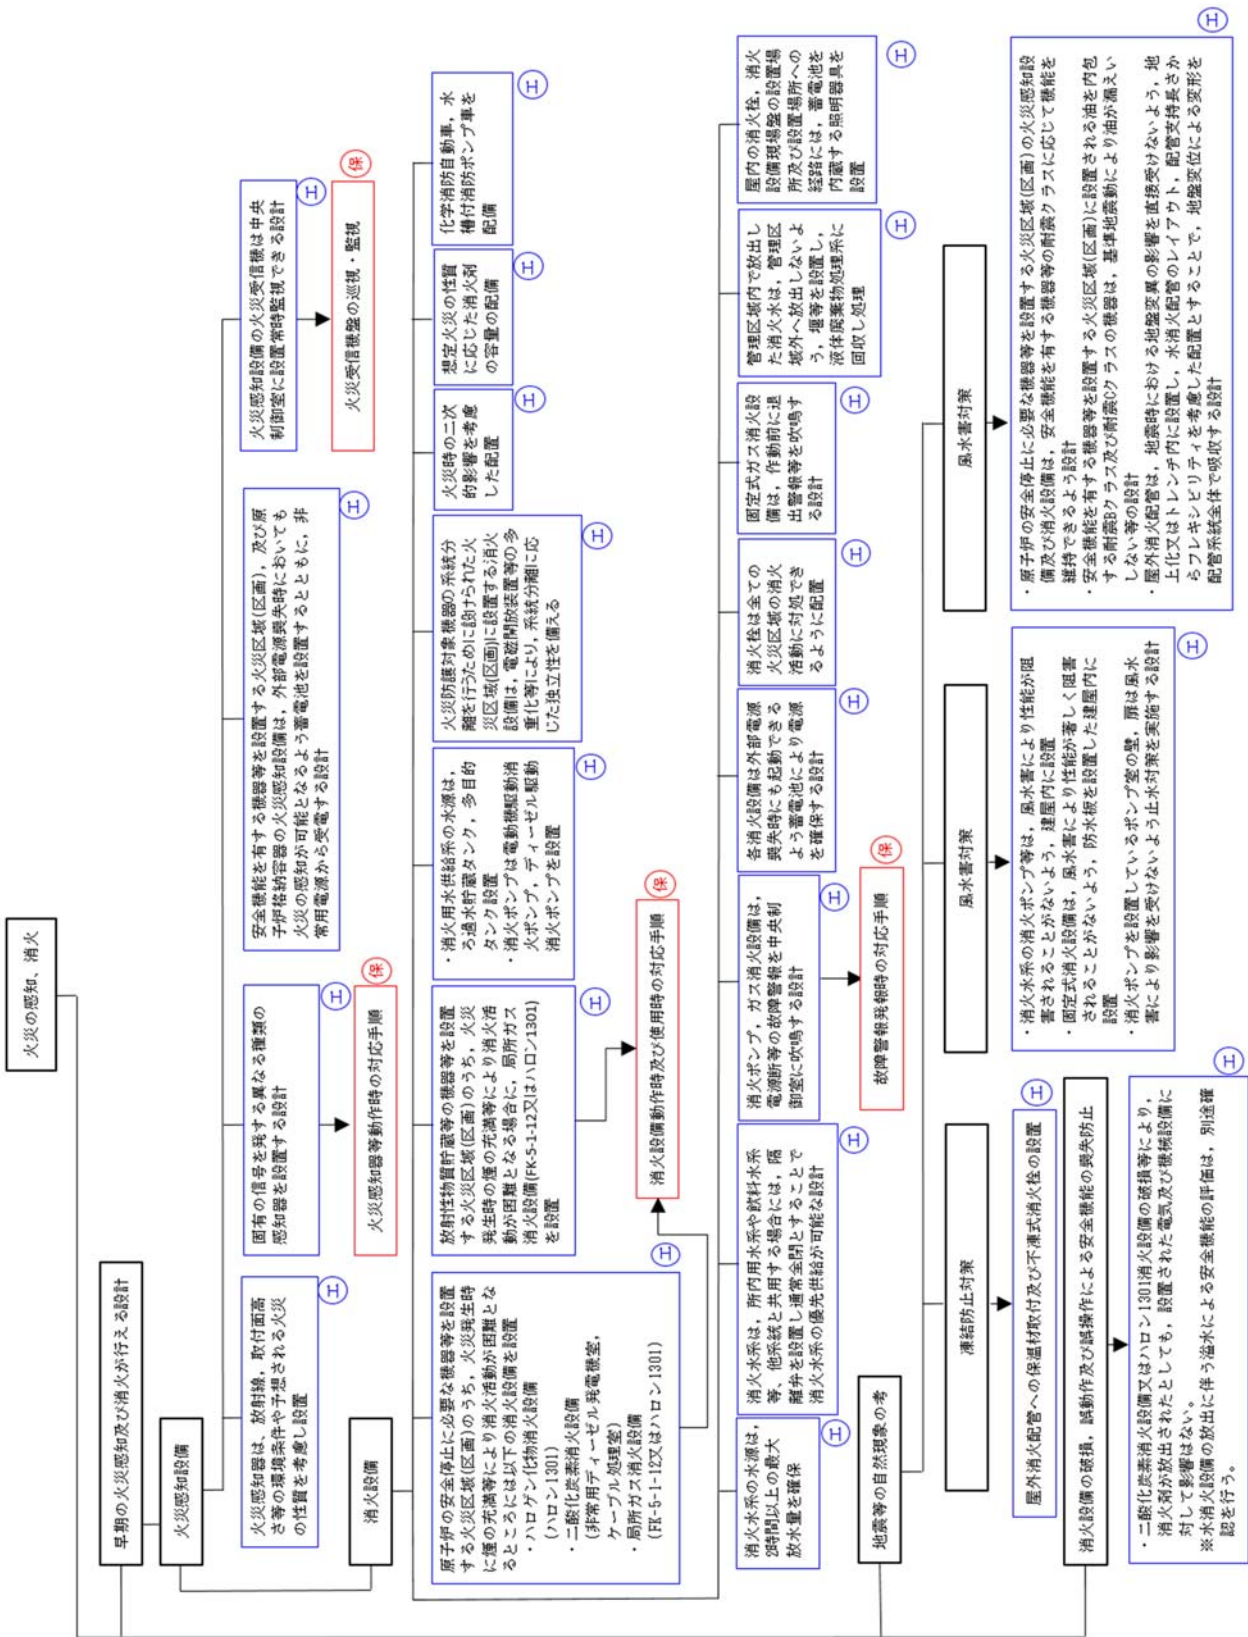 火災の感知、消火
早期の火災感知及び消火が行える設計
火災感知設備
火災感知器は、放射線，取付面高
さ等の環境条件や予想される火災
の性質を考慮し設置
工
固有の信号を発する異なる種類の
感知器を設置する設計
工
火災感知器等動作時の対応手順
保
安全機能を有する機器等を設置する火災区域(区画)，及び原
子炉格納容器の火災感知設備は，外部電源喪失時においても
火災の感知が可能となるよう蓄電池を設置するとともに，非
常用電源から受電する設計
工
火災感知設備の火災受信機は中央
制御室に設置常時監視できる設計
工
火災受信機盤の巡視・監視
保
消火設備
原子炉の安全停止に必要な機器等を設置
する火災区域(区画)のうち，火災発生時
に煙の充満等により消火活動が困難とな
るところには以下の消火設備を設置
・ハロゲン化物消火設備
(ハロン1301)
・二酸化炭素消火設備
(非常用ディーゼル発電機室，
ケーブル処理室)
・局所ガス消火設備
(FK-5-1-12又はハロン1301)
工
放射性物質貯蔵等の機器等を設置
する火災区域(区画)のうち，火災
発生時の煙の充満等により消火活
動が困難となる場合に，局所ガス
消火設備(FK-5-1-12又はハロン1301)
を設置
工
消火設備動作時及び使用時の対応手順
保
・消火用水供給系の水源は，
ろ過水貯蔵タンク，多目的
タンク設置
・消火ポンプは電動機駆動消
火ポンプ，ディーゼル駆動
消火ポンプを設置
工
火災防護対象機器の系統分
離を行うために設けられた火
災区域(区画)に設置する消火
設備は，電磁開放装置等の多
重化等により，系統分離に応
じた独立性を備える
工
火災時の二次
的影響を考慮
した配置
工
想定火災の性質
に応じた消火剤
の容量の配備
工
化学消防自動車，水
槽付消防ポンプ車を
配備
工
消火水系の水源は，
2時間以上の最大
放水量を確保
工
消火水系は，所内用水系や飲料水系
等，他系統と共用する場合には，隔
離弁を設置し通常全閉とすることで
消火水系の優先供給が可能な設計
工
消火ポンプ，ガス消火設備は，
電源断等の故障警報を中央制
御室に吹鳴する設計
工
故障警報発報時の対応手順
保
各消火設備は外部電源
喪失時にも起動できる
よう蓄電池により電源
を確保する設計
工
消火栓は全ての
火災区域の消火
活動に対処でき
るように配置
工
固定式ガス消火設
備は，作動前に退
出警報等を吹鳴す
る設計
工
管理区域内で放出し
た消火水は，管理区
域外へ放出しないよ
う，堰等を設置し，
液体廃棄物処理系に
回収し処理
工
屋内の消火栓，消火
設備現場盤の設置場
所及び設置場所への
経路には，蓄電池を
内蔵する照明器具を
設置
工
地震等の自然現象の考
凍結防止対策
屋外消火配管への保温材取付及び不凍式消火栓の設置
工
風水害対策
・消火水系の消火ポンプ等は，風水害により性能が阻
害されることがないよう，建屋内に設置
・固定式消火設備は，風水害により性能が著しく阻害
されることがないよう，防水板を設置した建屋内に
設置
・消火ポンプを設置しているポンプ室の壁，扉は風水
害により影響を受けないよう止水対策を実施する設計
工
風水害対策
・原子炉の安全停止に必要な機器等を設置する火災区域(区画)の火災感知設
備及び消火設備は，安全機能を有する機器等の耐震クラスに応じて機能を
維持できるよう設計
・安全機能を有する機器等を設置する火災区域(区画)に設置される油を内包
する耐震Bクラス及び耐震Cクラスの機器は，基準地震動により油が漏えい
しない等の設計
・屋外消火配管は，地震時における地盤変異の影響を直接受けないよう，地
上化又はトレンチ内に設置し，水消火配管のレイアウト，配管支持長さか
らフレキシビリティを考慮した配置とすることで，地盤変位による変形を
配管系統全体で吸収する設計
工
消火設備の破損，誤動作及び誤操作による安全機能の喪失防止
・二酸化炭素消火設備又はハロン1301消火設備の破損等により，
消火剤が放出されたとしても，設置された電気及び機械設備に
対して影響はない。
※水消火設備の放出に伴う溢水による安全機能の評価は，別途確
認を行う。
工